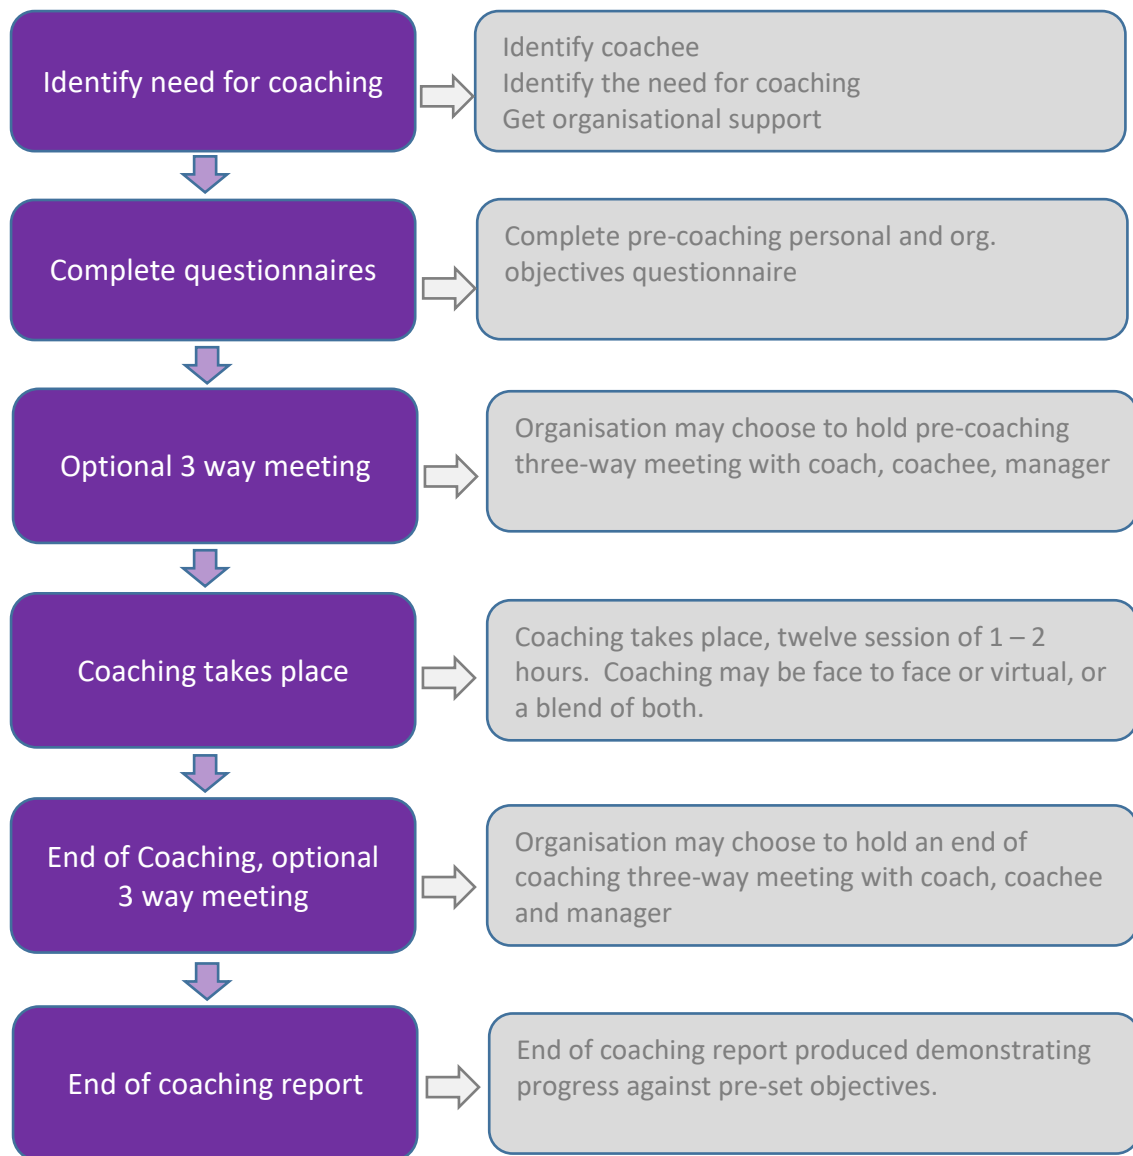 Identify need for coaching
Identify coachee
Identify the need for coaching
Get organisational support
Complete questionnaires
Complete pre-coaching personal and org.
objectives questionnaire
Optional 3 way meeting
Organisation may choose to hold pre-coaching
three-way meeting with coach, coachee, manager
Coaching takes place
Coaching takes place, twelve session of 1 – 2
hours.  Coaching may be face to face or virtual, or
a blend of both.
End of Coaching, optional
3 way meeting
Organisation may choose to hold an end of
coaching three-way meeting with coach, coachee
and manager
End of coaching report
End of coaching report produced demonstrating
progress against pre-set objectives.